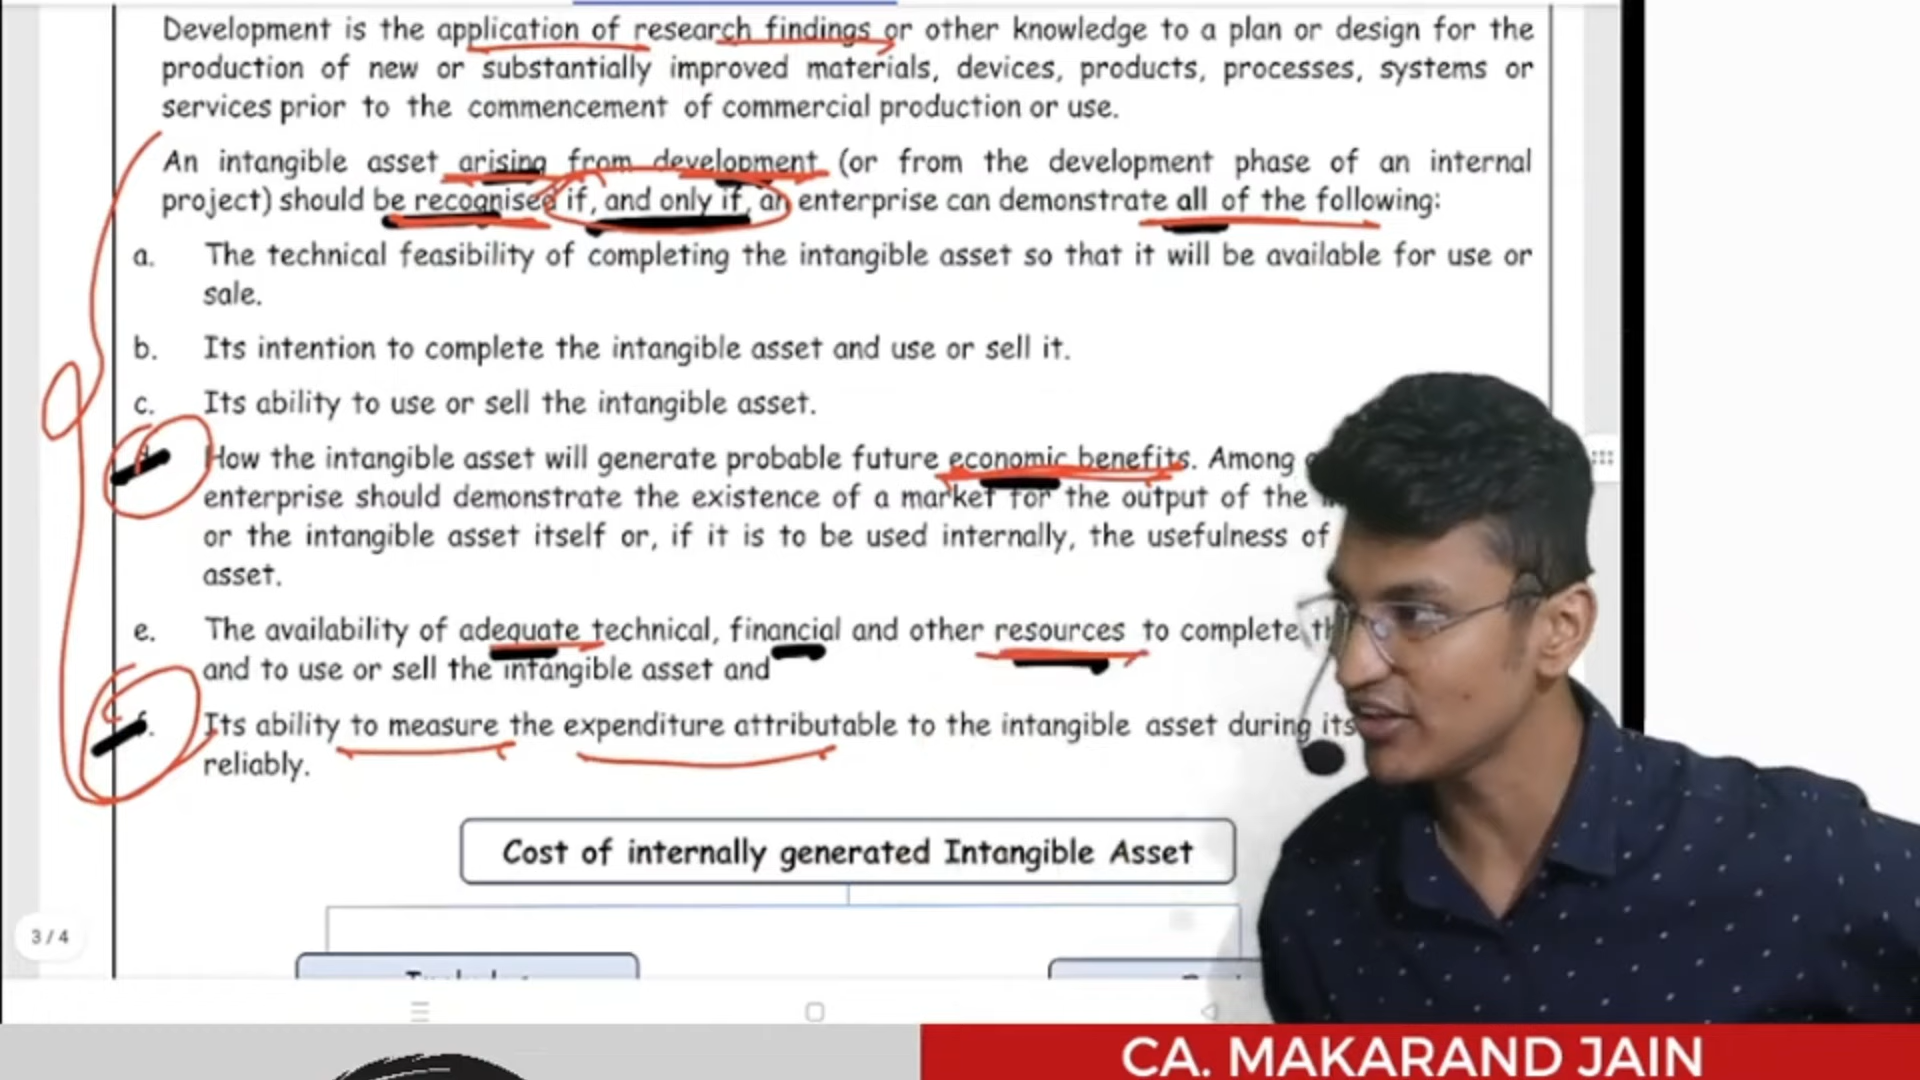 Development is the application of research findings or other knowledge to a plan or design for the
production of new or substantially improved materials, devices, products, processes, systems or
services prior to the commencement of commercial production or use.
An intangible asset arising from development (or from the development phase of an internal
project) should be recognised if, and only if, an enterprise can demonstrate all of the following:
a. The technical feasibility of completing the intangible asset so that it will be available for use or
sale.
b. Its intention to complete the intangible asset and use or sell it.
c. Its ability to use or sell the intangible asset.
How the intangible asset will generate probable future economic benefits. Among
enterprise should demonstrate the existence of a market for the output of the
or the intangible asset itself or, if it is to be used internally, the usefulness of
asset.
e. The availability of adequate technical, financial and other resources to complete
and to use or sell the intangible asset and
f. Its ability to measure the expenditure attributable to the intangible asset during its
reliably.
Cost of internally generated Intangible Asset
3/4
CA. MAKARAND JAIN